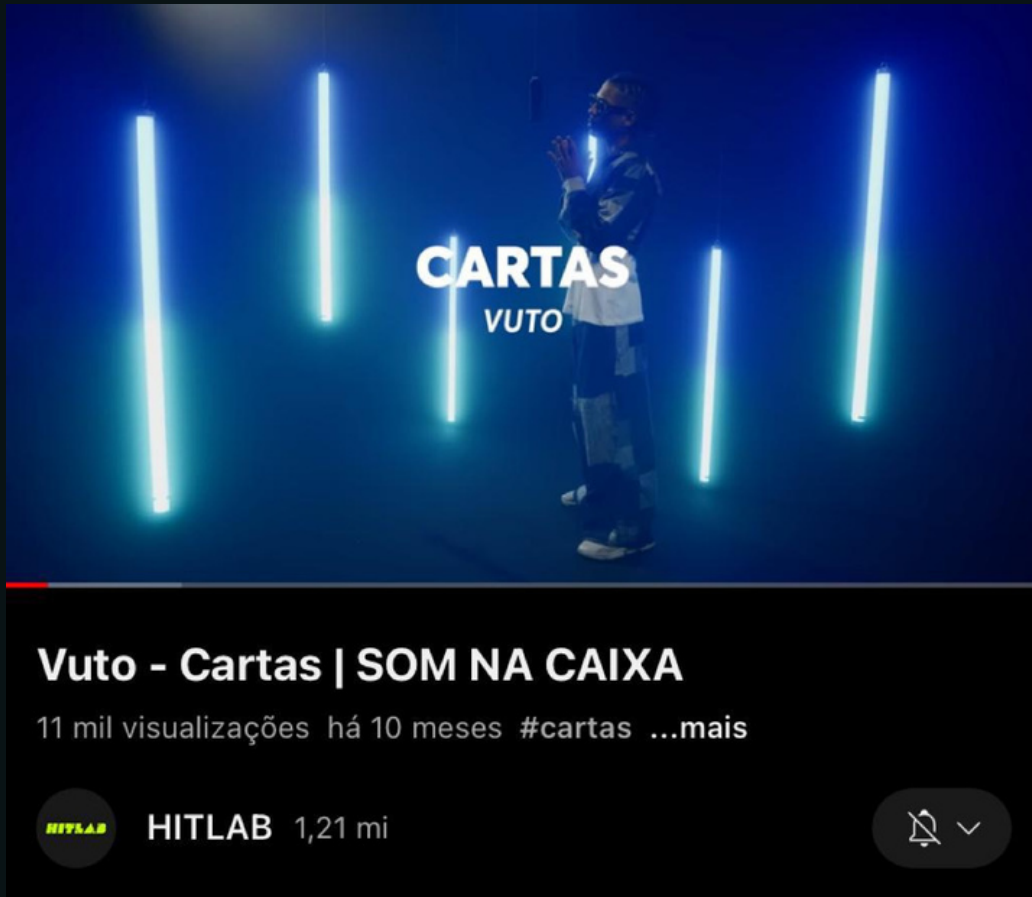 CARTAS
VUTO
Vuto - Cartas | SOM NA CAIXA
11 mil visualizações há 10 meses #cartas ...mais
HITLAB HITLAB 1,21 mi